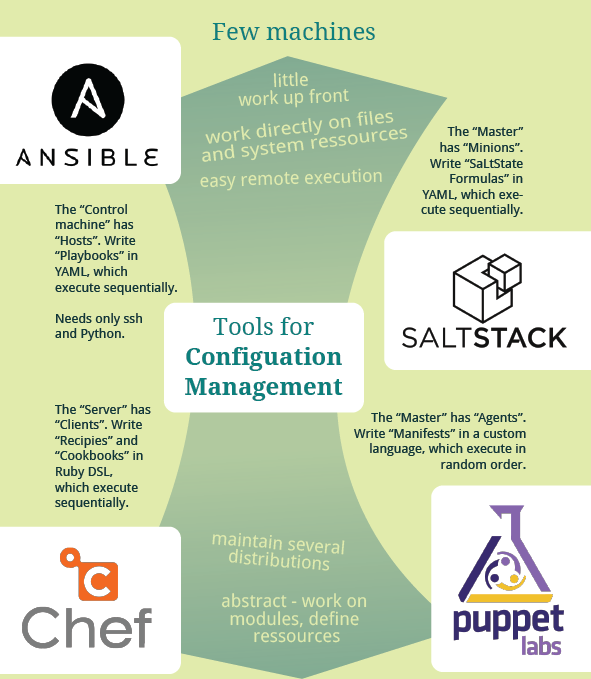 Few machines
ANSIBLE
little
work up front
work directly on files
and system ressources
easy remote execution
The “Master”
has “Minions”.
Write “SaLtState
Formulas” in
YAML, which exe-
cute sequentially.
The “Control
machine” has
“Hosts”. Write
“Playbooks” in
YAML, which
execute sequentially.
Needs only ssh
and Python.
SALTSTACK
Tools for
Configuation
Management
The “Server” has
“Clients”. Write
“Recipies” and
“Cookbooks” in
Ruby DSL,
which execute
sequentially.
The “Master” has “Agents”.
Write “Manifests” in a custom
language, which execute in
random order.
maintain several
distributions
abstract - work on
modules, define
ressources
C
Chef
puppet
labs